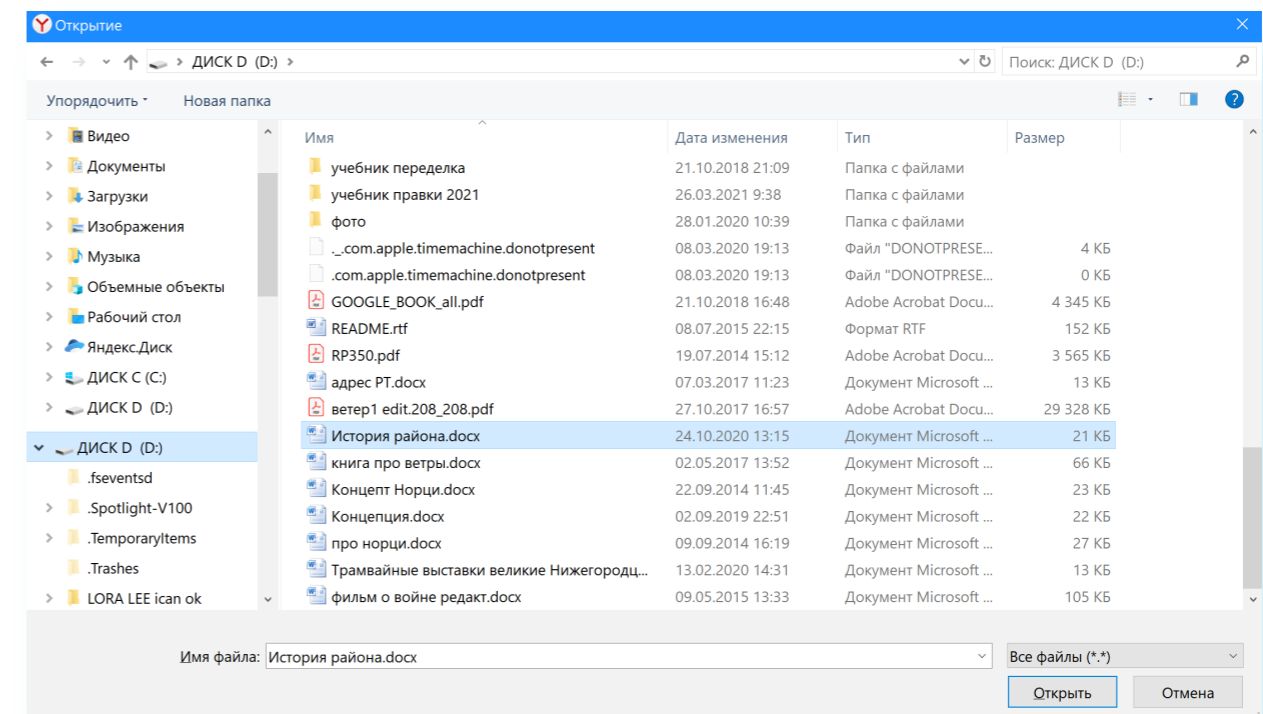 Открытие
ДИСК D (D:)
Поиск: ДИСК D (D:)
Упорядочить Новая папка
Видео
Документы
Загрузки
Изображения
Музыка
Объемные объекты
Рабочий стол
Яндекс.Диск
ДИСК C (C:)
ДИСК D (D:)
ДИСК D (D:)
.fseventsd
.Spotlight-V100
.TemporaryItems
.Trashes
LORA LEE ican ok
Имя Дата изменения Тип Размер
учебник переделка 21.10.2018 21:09 Папка с файлами
учебник правки 2021 26.03.2021 9:38 Папка с файлами
фото 28.01.2020 10:39 Папка с файлами
._.com.apple.timemachine.donotpresent 08.03.2020 19:13 Файл "DONOTPRESE... 4 КБ
.com.apple.timemachine.donotpresent 08.03.2020 19:13 Файл "DONOTPRESE... 0 КБ
GOOGLE_BOOK_all.pdf 21.10.2018 16:48 Adobe Acrobat Docu... 4 345 КБ
README.rtf 08.07.2015 22:15 Формат RTF 152 КБ
RP350.pdf 19.07.2014 15:12 Adobe Acrobat Docu... 3 565 КБ
адрес РТ.docx 07.03.2017 11:23 Документ Microsoft ... 13 КБ
ветер1 edit.208_208.pdf 27.10.2017 16:57 Adobe Acrobat Docu... 29 328 КБ
История района.docx 24.10.2020 13:15 Документ Microsoft ... 21 КБ
книга про ветры.docx 02.05.2017 13:52 Документ Microsoft ... 66 КБ
Концепт Норци.docx 22.09.2014 11:45 Документ Microsoft ... 23 КБ
Концепция.docx 02.09.2019 22:51 Документ Microsoft ... 22 КБ
про норци.docx 09.09.2014 16:19 Документ Microsoft ... 27 КБ
Трамвайные выставки великие Нижегородц... 13.02.2020 14:31 Документ Microsoft ... 13 КБ
фильм о войне редакт.docx 09.05.2015 13:33 Документ Microsoft ... 105 КБ
Имя файла: История района.docx Все файлы (*.*)
Открыть Отмена